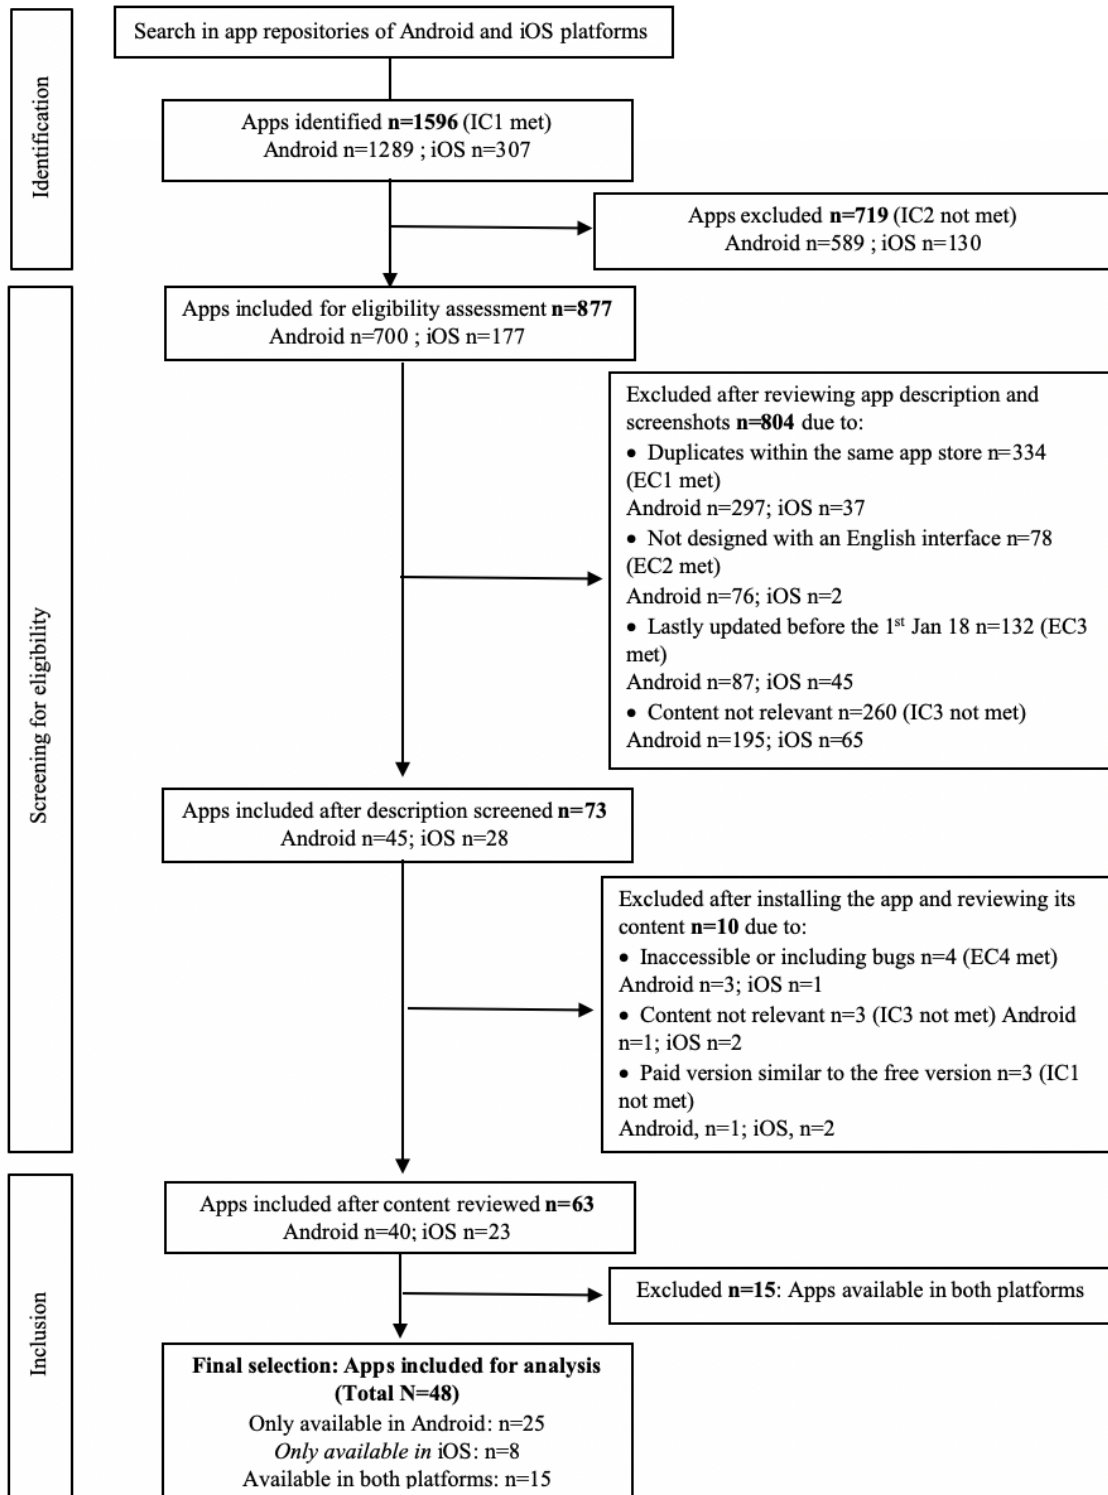 Identification
Search in app repositories of Android and iOS platforms
Apps identified n=1596 (IC1 met)
Android n=1289 ; iOS n=307
Apps excluded n=719 (IC2 not met)
Android n=589 ; iOS n=130
Screening for eligibility
Apps included for eligibility assessment n=877
Android n=700 ; iOS n=177
Excluded after reviewing app description and
screenshots n=804 due to:
• Duplicates within the same app store n=334
(EC1 met)
Android n=297; iOS n=37
• Not designed with an English interface n=78
(EC2 met)
Android n=76; iOS n=2
• Lastly updated before the 1st Jan 18 n=132 (EC3
met)
Android n=87; iOS n=45
• Content not relevant n=260 (IC3 not met)
Android n=195; iOS n=65
Apps included after description screened n=73
Android n=45; iOS n=28
Excluded after installing the app and reviewing its
content n=10 due to:
• Inaccessible or including bugs n=4 (EC4 met)
Android n=3; iOS n=1
• Content not relevant n=3 (IC3 not met) Android
n=1; iOS n=2
• Paid version similar to the free version n=3 (IC1
not met)
Android, n=1; iOS, n=2
Inclusion
Apps included after content reviewed n=63
Android n=40; iOS n=23
Excluded n=15: Apps available in both platforms
Final selection: Apps included for analysis
(Total N=48)
Only available in Android: n=25
Only available in iOS: n=8
Available in both platforms: n=15